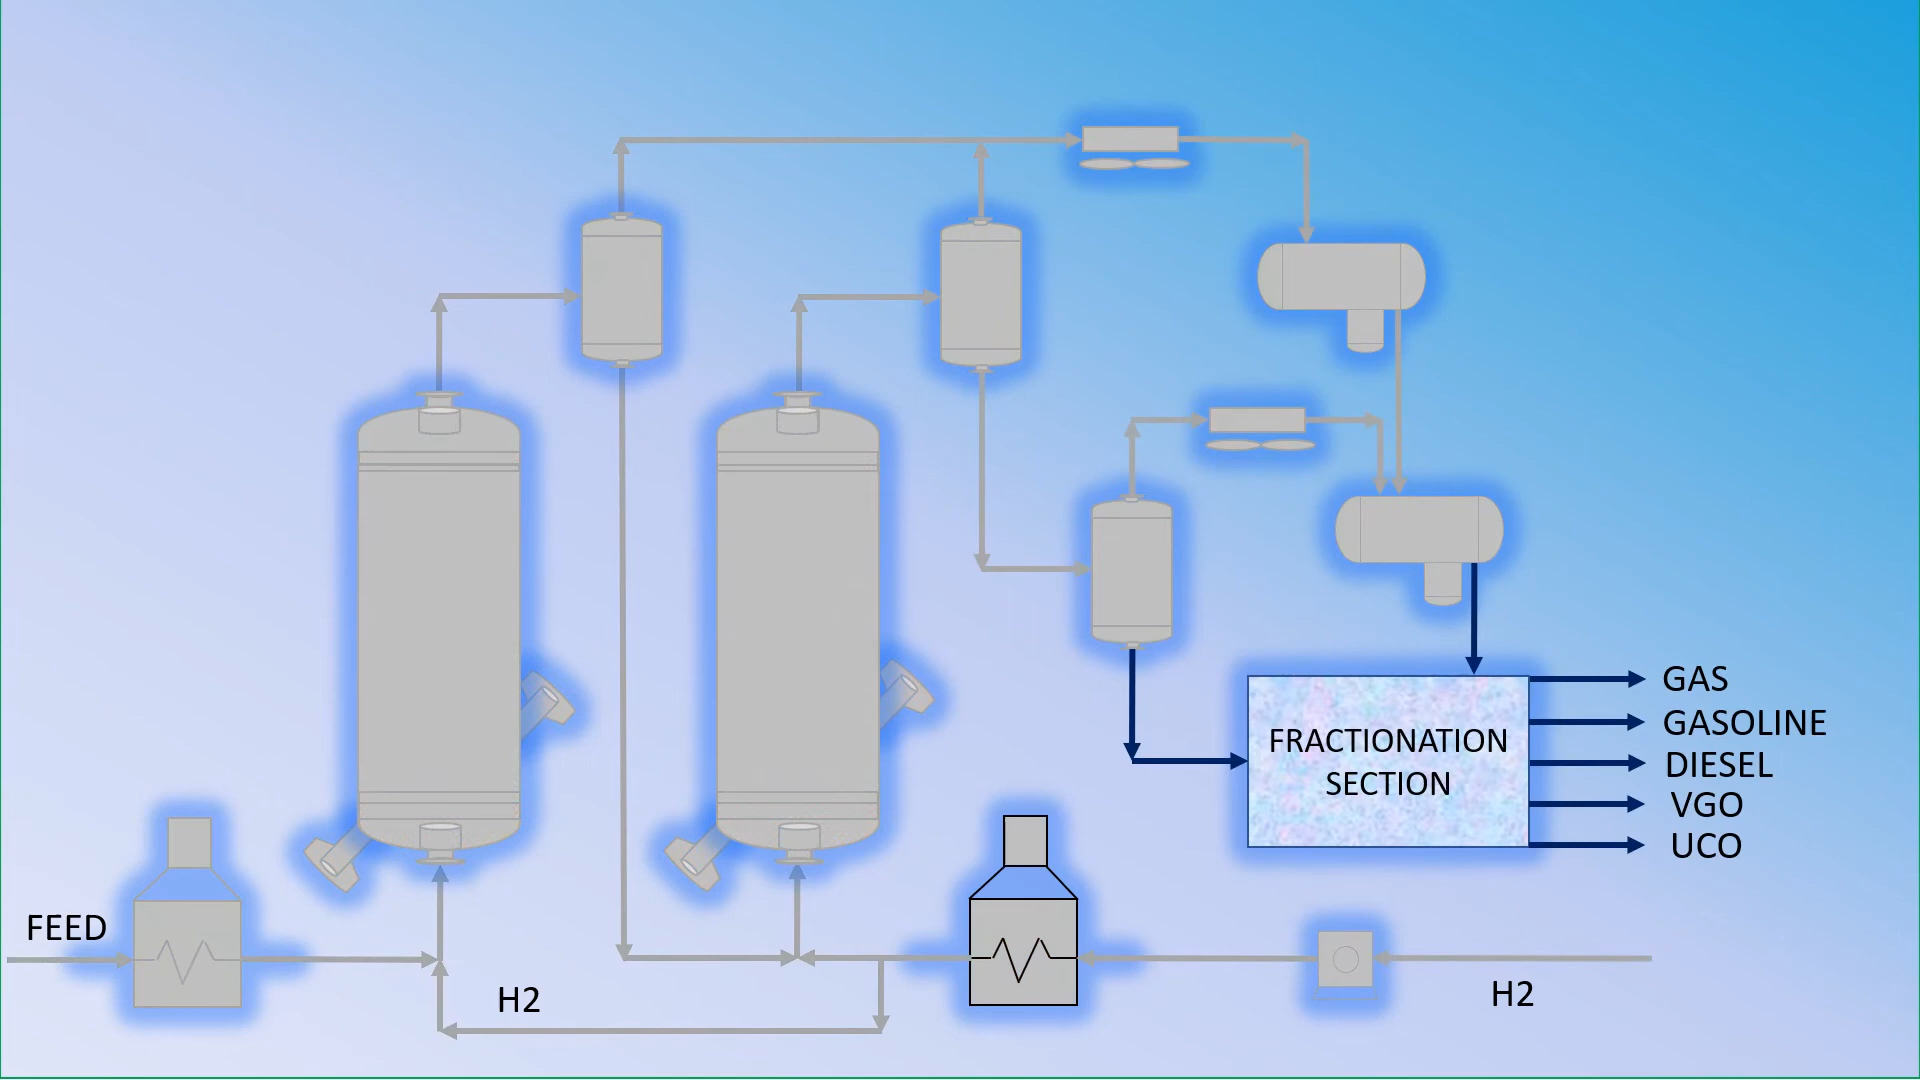 GAS
GASOLINE
FRACTIONATION
SECTION
DIESEL
VGO
UCO
FEED
H2
H2